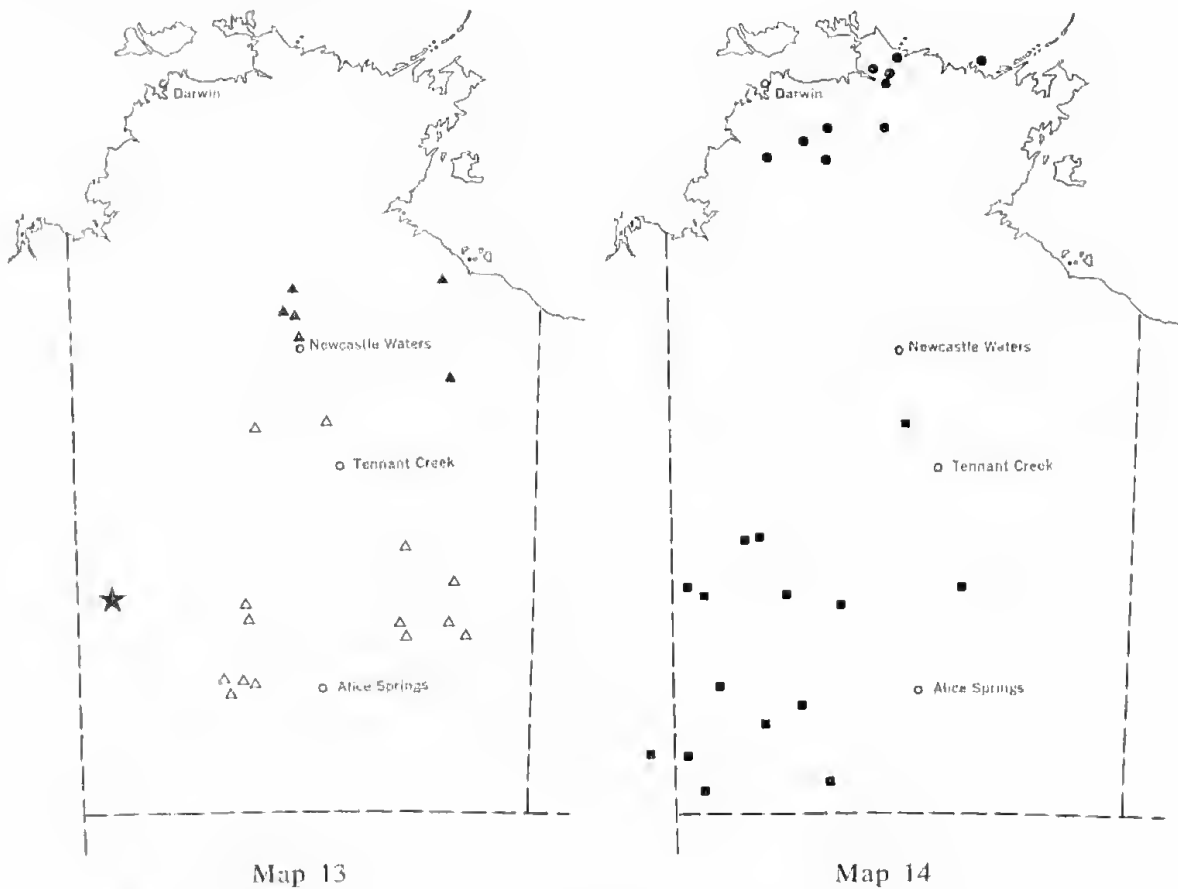 Darwin
Newcastle Waters
Tennant Creek
Alice Springs
Map 13
Darwin
Newcastle Waters
Tennant Creek
Alice Springs
Map 14